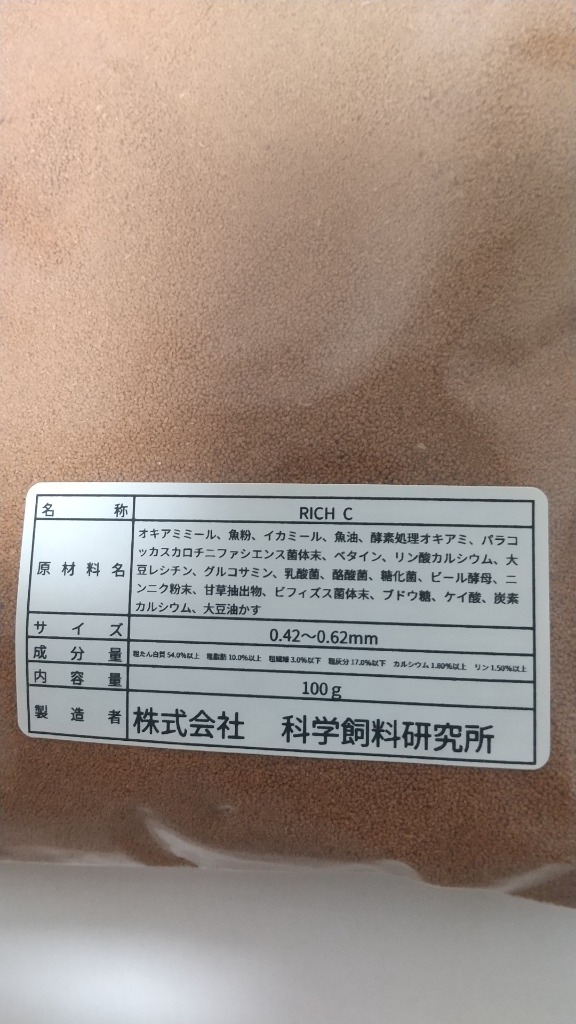 名称 RICH C
原材料名 オキアミミール、魚粉、イカミール、魚油、酵素処理オキアミ、パラコ
ッカスカロチニファシエンス菌体末、ベタイン、リン酸カルシウム、大
豆レシチン、グルコサミン、乳酸菌、酪酸菌、糖化菌、ビール酵母、ニ
ンニク粉末、甘草抽出物、ビフィズス菌体末、ブドウ糖、ケイ酸、炭素
カルシウム、大豆油かす
サイズ 0.42～0.62mm
成分量 粗たん白質 54.0%以上 粗脂肪 10.0%以上 粗繊維 3.0%以下 粗灰分 17.0%以下 カルシウム 1.80%以上 リン 1.50%以上
内容量 100g
製造者 株式会社 科学飼料研究所